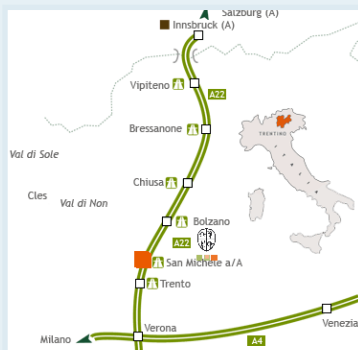 Salzburg (A)
Innsbruck (A)
Vipiteno
A22
Bressanone
TRENTINO
Val di Sole
Chiusa
Cles
Val di Non
Bolzano
A22
San Michele a/A
Trento
Venezia
Verona
Milano
A4